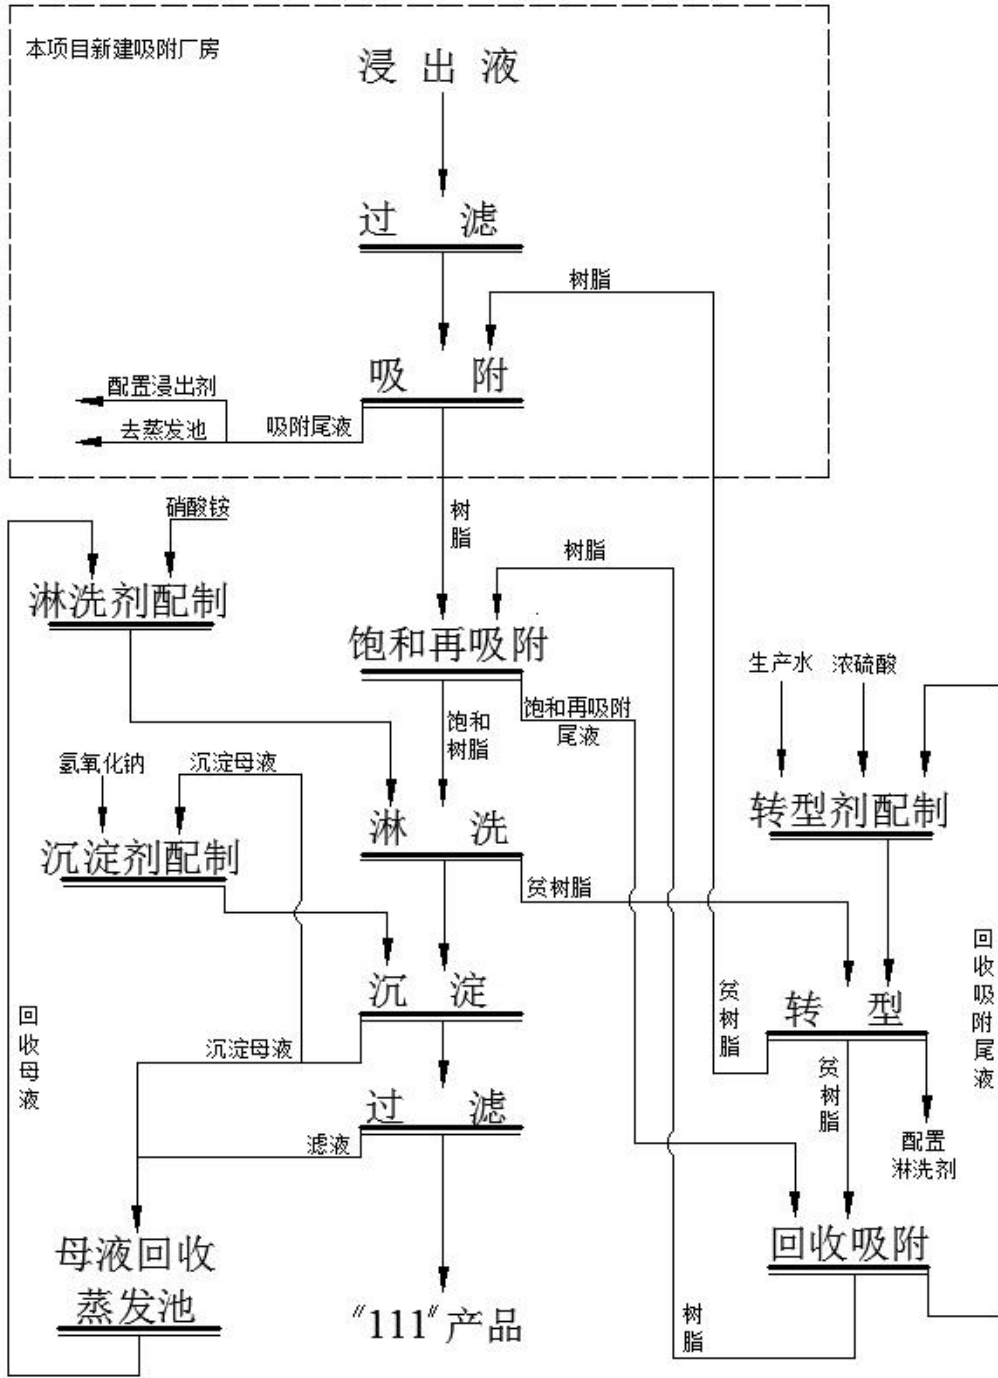 本项目新建吸附厂房
浸出液
过滤
树脂
吸附
配置浸出剂
去蒸发池
吸附尾液
硝酸铵
树
脂
树脂
淋洗剂配制
饱和再吸附
生产水
浓硫酸
饱和
树脂
饱和再吸附
尾液
氢氧化钠
沉淀母液
转型剂配制
淋洗
沉淀剂配制
贫树脂
回
收
吸
附
尾
液
沉淀
转型
贫
树
脂
回
收
母
液
沉淀母液
贫
树
脂
过滤
滤液
配置
淋洗剂
母液回收
蒸发池
回收吸附
树
脂
"111"产品